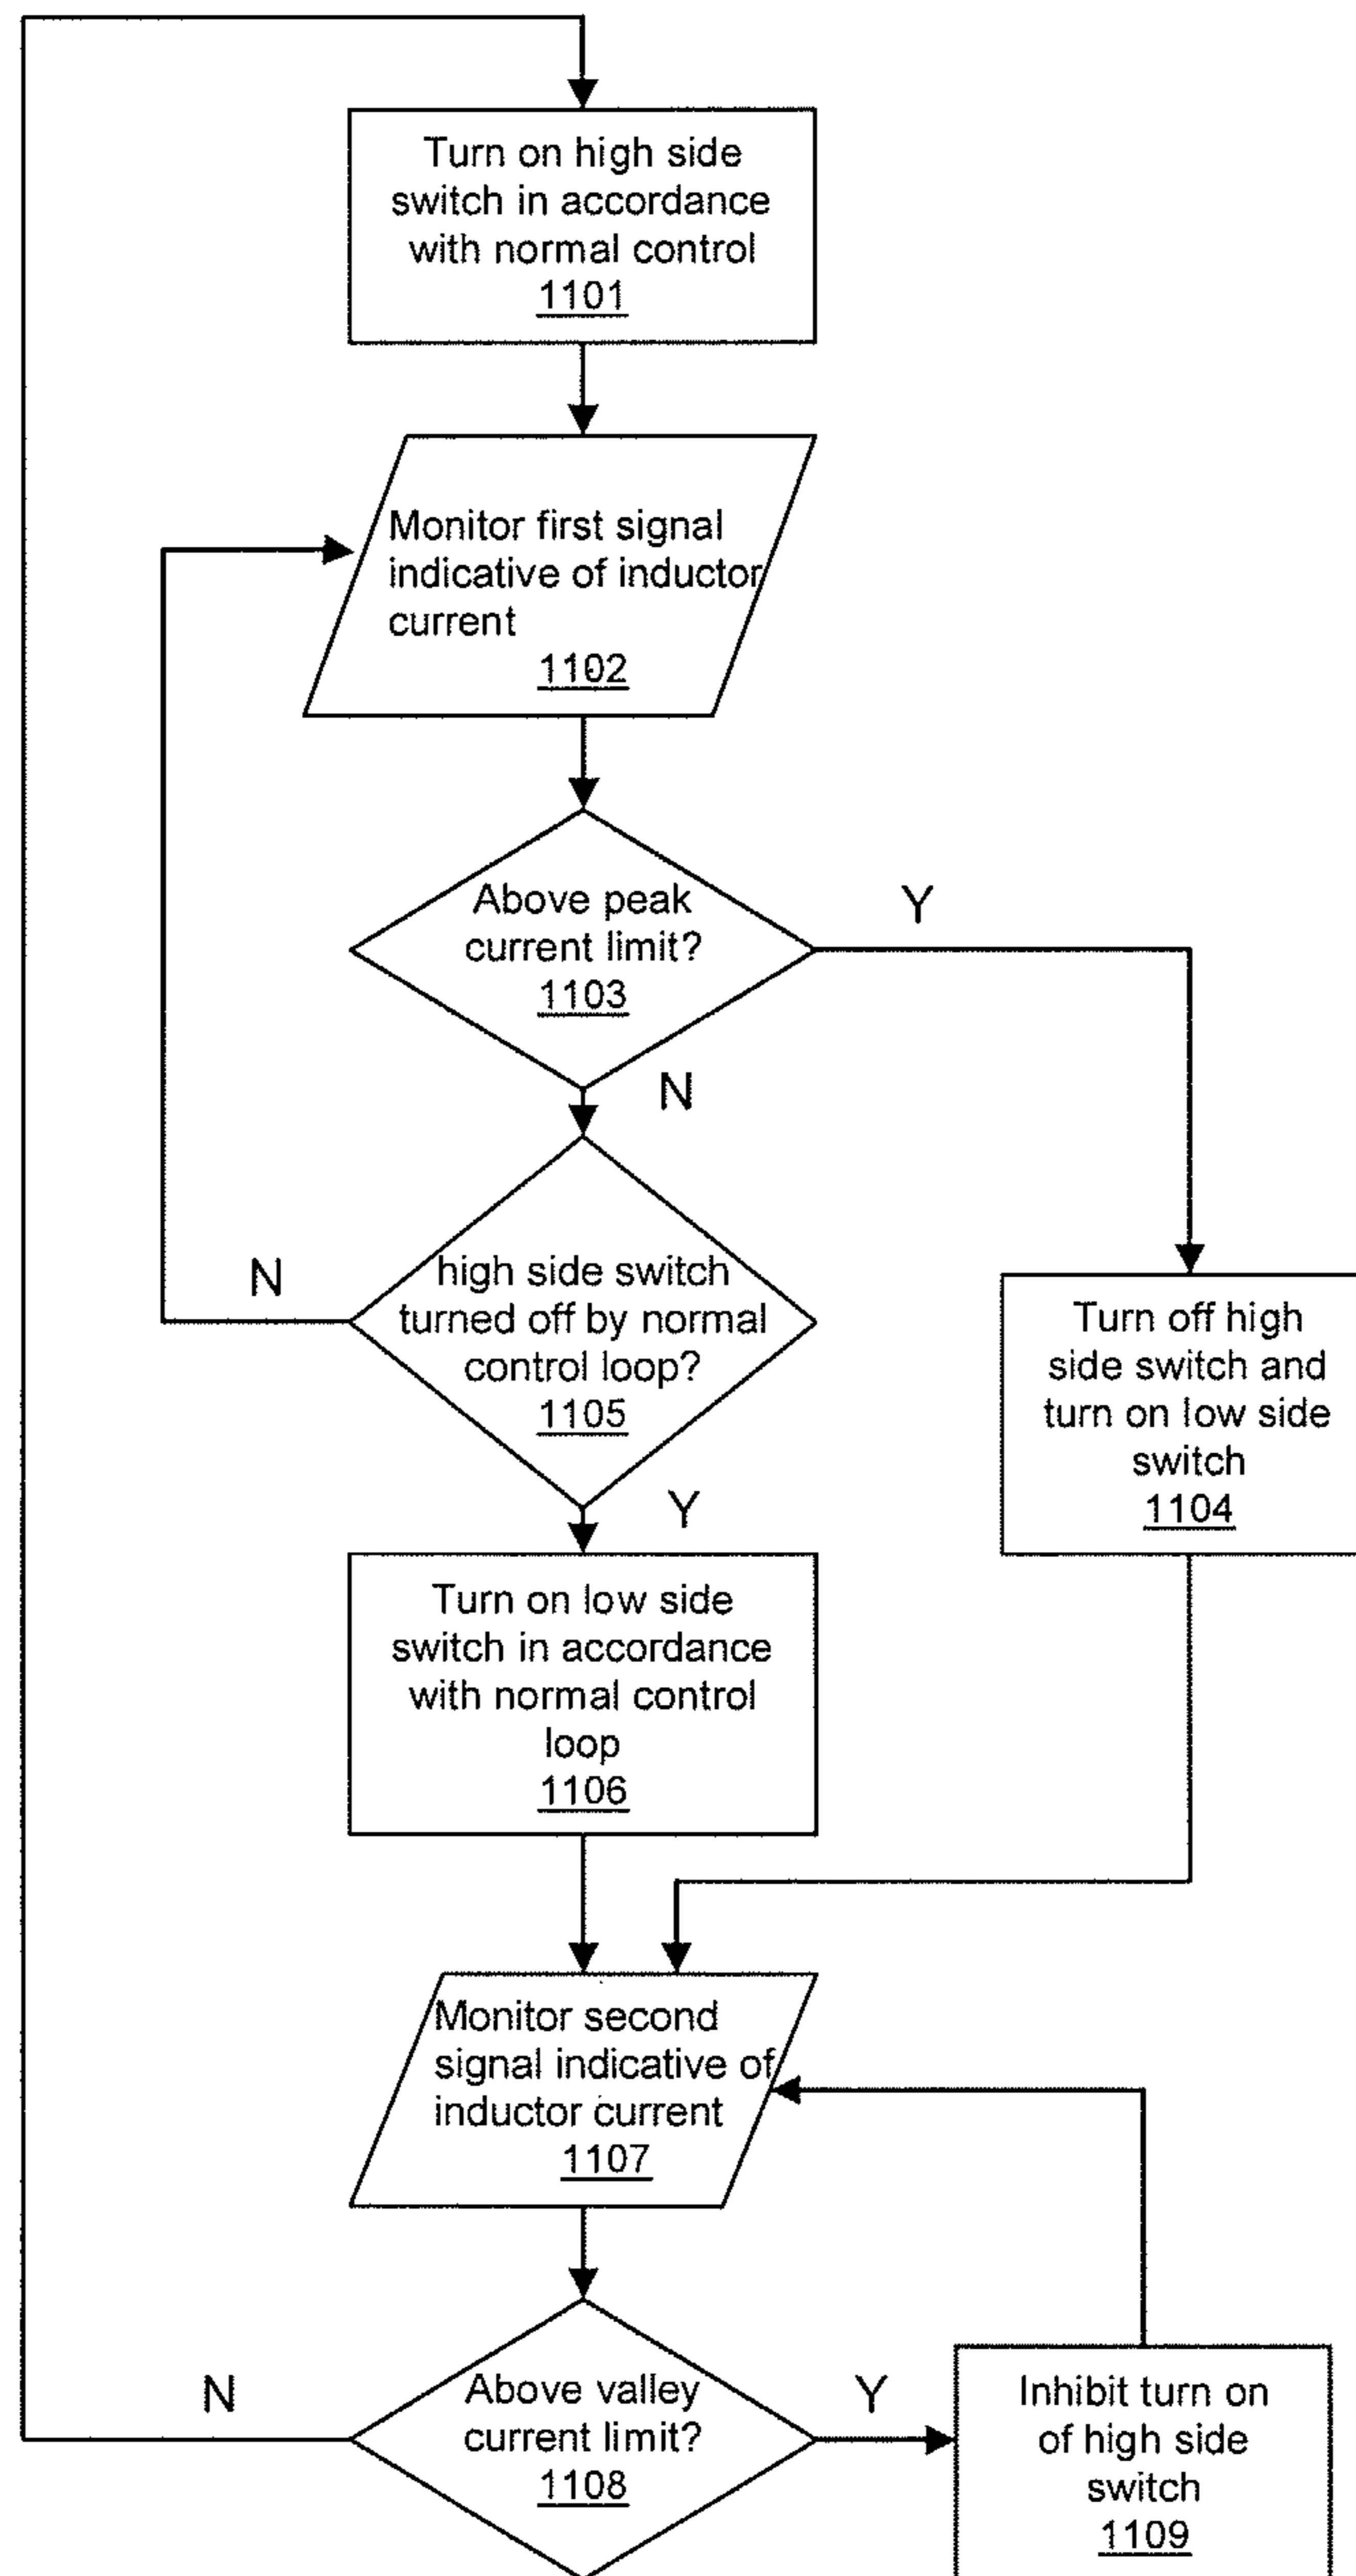 Turn on high side
switch in accordance
with normal control
1101
Monitor first signal
indicative of inductor
current
1102
Above peak
current limit?
1103
Y
N
high side switch
turned off by normal
control loop?
1105
N
Y
Turn off high
side switch and
turn on low side
switch
1104
Turn on low side
switch in accordance
with normal control
loop
1106
Monitor second
signal indicative of
inductor current
1107
Above valley
current limit?
1108
N
Y
Inhibit turn on
of high side
switch
1109